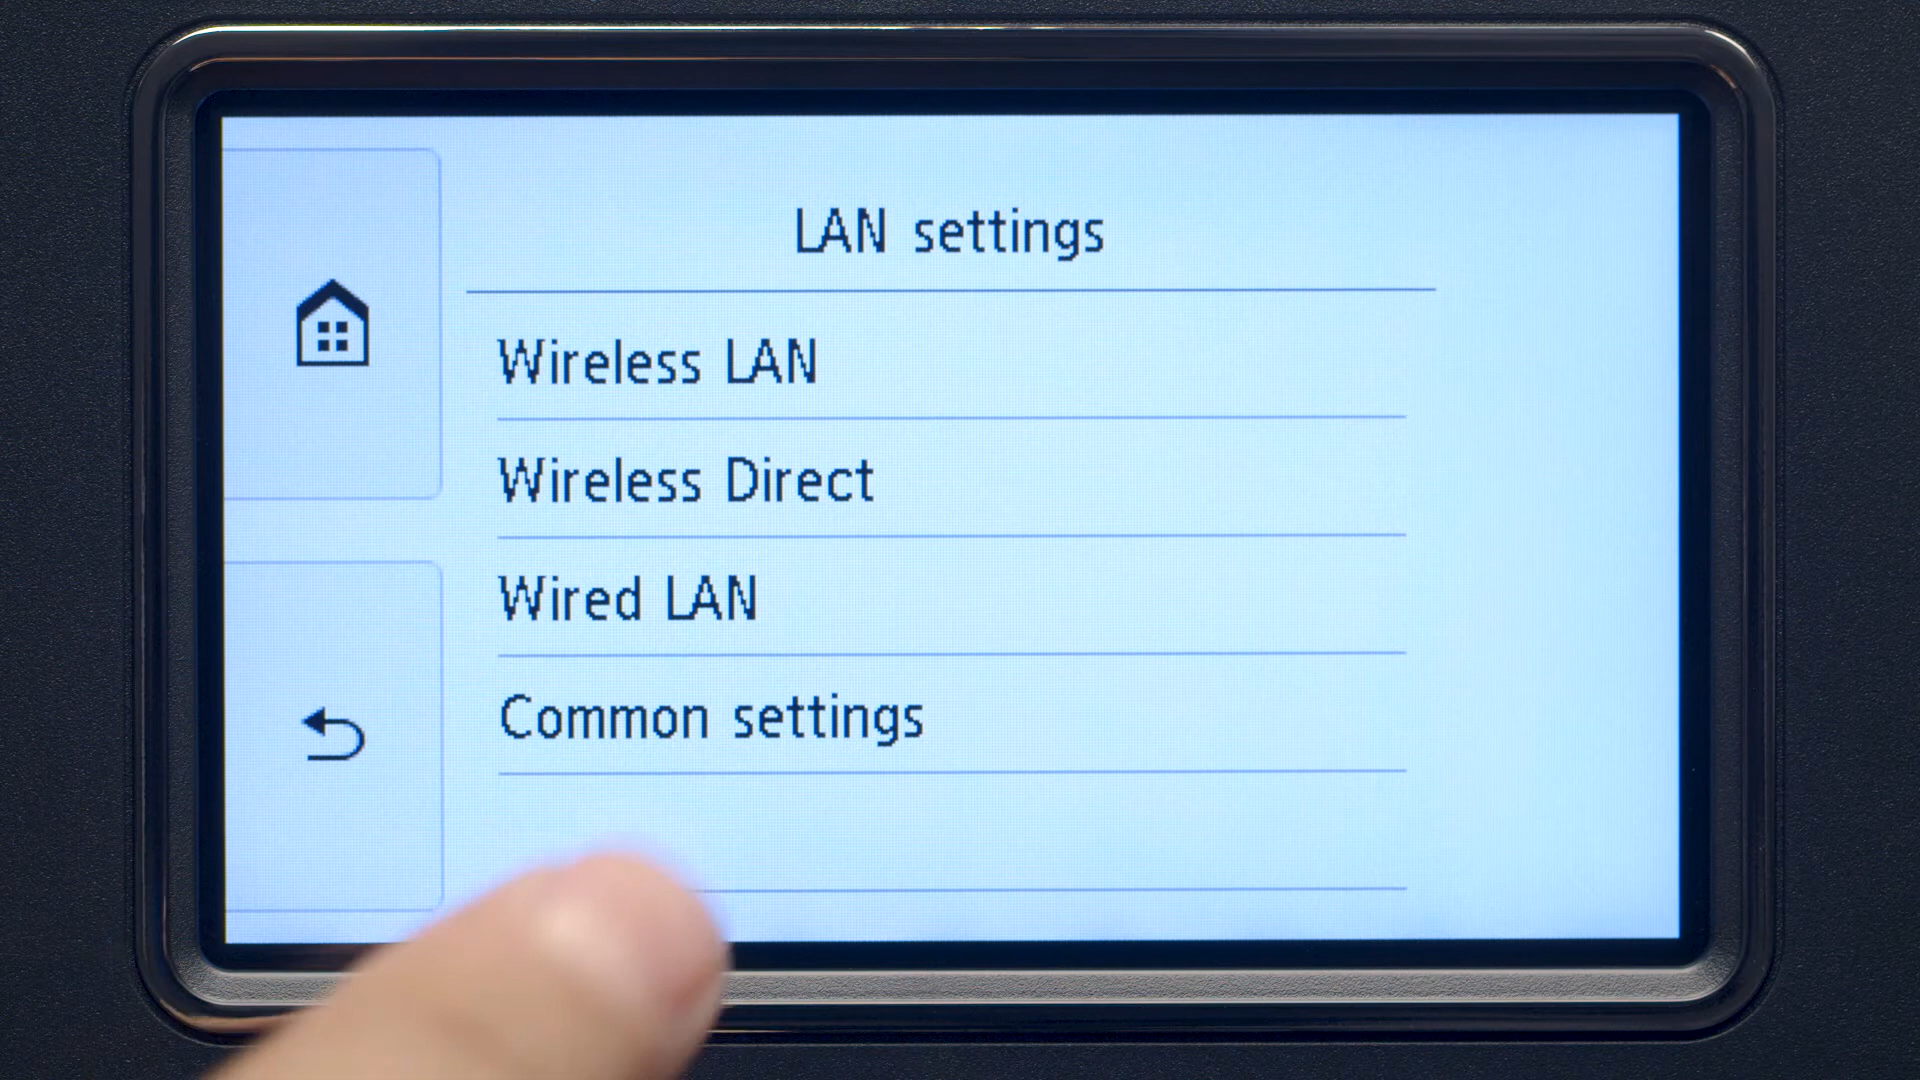 LAN settings
Wireless LAN
Wireless Direct
Wired LAN
Common settings